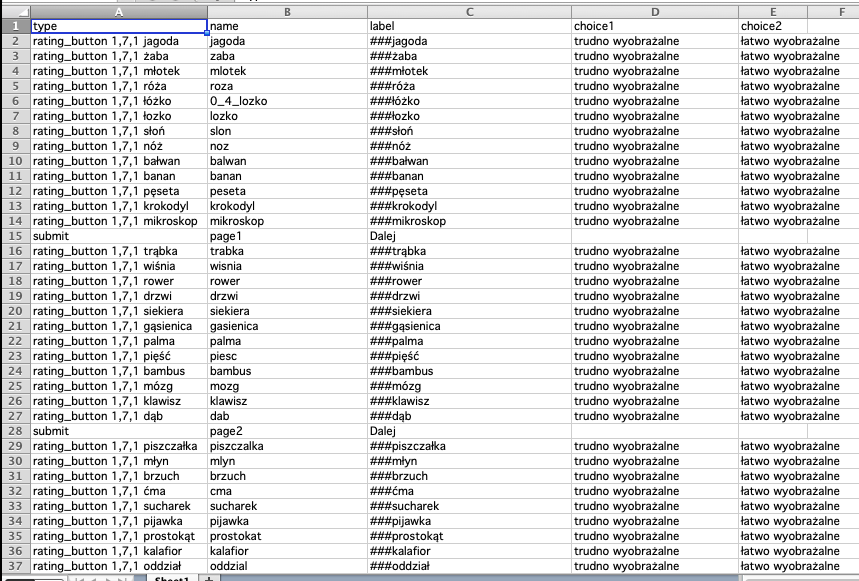 A B C D E F
1 type name label choice1 choice2
2 rating_button 1,7,1 jagoda jagoda ###jagoda trudno wyobrażalne łatwo wyobrażalne
3 rating_button 1,7,1 żaba zaba ###żaba trudno wyobrażalne łatwo wyobrażalne
4 rating_button 1,7,1 młotek mlotek ###młotek trudno wyobrażalne łatwo wyobrażalne
5 rating_button 1,7,1 róża roza ###róża trudno wyobrażalne łatwo wyobrażalne
6 rating_button 1,7,1 łóżko 0_4_lozko ###łóżko trudno wyobrażalne łatwo wyobrażalne
7 rating_button 1,7,1 łozko lozko ###łozko trudno wyobrażalne łatwo wyobrażalne
8 rating_button 1,7,1 słoń slon ###słoń trudno wyobrażalne łatwo wyobrażalne
9 rating_button 1,7,1 nóż noz ###nóż trudno wyobrażalne łatwo wyobrażalne
10 rating_button 1,7,1 bałwan balwan ###bałwan trudno wyobrażalne łatwo wyobrażalne
11 rating_button 1,7,1 banan banan ###banan trudno wyobrażalne łatwo wyobrażalne
12 rating_button 1,7,1 pęseta peseta ###pęseta trudno wyobrażalne łatwo wyobrażalne
13 rating_button 1,7,1 krokodyl krokodyl ###krokodyl trudno wyobrażalne łatwo wyobrażalne
14 rating_button 1,7,1 mikroskop mikroskop ###mikroskop trudno wyobrażalne łatwo wyobrażalne
15 submit page1 Dalej
16 rating_button 1,7,1 trąbka trabka ###trąbka trudno wyobrażalne łatwo wyobrażalne
17 rating_button 1,7,1 wiśnia wisnia ###wiśnia trudno wyobrażalne łatwo wyobrażalne
18 rating_button 1,7,1 rower rower ###rower trudno wyobrażalne łatwo wyobrażalne
19 rating_button 1,7,1 drzwi drzwi ###drzwi trudno wyobrażalne łatwo wyobrażalne
20 rating_button 1,7,1 siekiera siekiera ###siekiera trudno wyobrażalne łatwo wyobrażalne
21 rating_button 1,7,1 gąsienica gasienica ###gąsienica trudno wyobrażalne łatwo wyobrażalne
22 rating_button 1,7,1 palma palma ###palma trudno wyobrażalne łatwo wyobrażalne
23 rating_button 1,7,1 pięść piesc ###pięść trudno wyobrażalne łatwo wyobrażalne
24 rating_button 1,7,1 bambus bambus ###bambus trudno wyobrażalne łatwo wyobrażalne
25 rating_button 1,7,1 mózg mozg ###mózg trudno wyobrażalne łatwo wyobrażalne
26 rating_button 1,7,1 klawisz klawisz ###klawisz trudno wyobrażalne łatwo wyobrażalne
27 rating_button 1,7,1 dąb dab ###dąb trudno wyobrażalne łatwo wyobrażalne
28 submit page2 Dalej
29 rating_button 1,7,1 piszczałka piszczalka ###piszczałka trudno wyobrażalne łatwo wyobrażalne
30 rating_button 1,7,1 młyn mlyn ###młyn trudno wyobrażalne łatwo wyobrażalne
31 rating_button 1,7,1 brzuch brzuch ###brzuch trudno wyobrażalne łatwo wyobrażalne
32 rating_button 1,7,1 ćma cma ###ćma trudno wyobrażalne łatwo wyobrażalne
33 rating_button 1,7,1 sucharek sucharek ###sucharek trudno wyobrażalne łatwo wyobrażalne
34 rating_button 1,7,1 pijawka pijawka ###pijawka trudno wyobrażalne łatwo wyobrażalne
35 rating_button 1,7,1 prostokąt prostokat ###prostokąt trudno wyobrażalne łatwo wyobrażalne
36 rating_button 1,7,1 kalafior kalafior ###kalafior trudno wyobrażalne łatwo wyobrażalne
37 rating_button 1,7,1 oddział oddzial ###oddział trudno wyobrażalne łatwo wyobrażalne
Sheet1 +